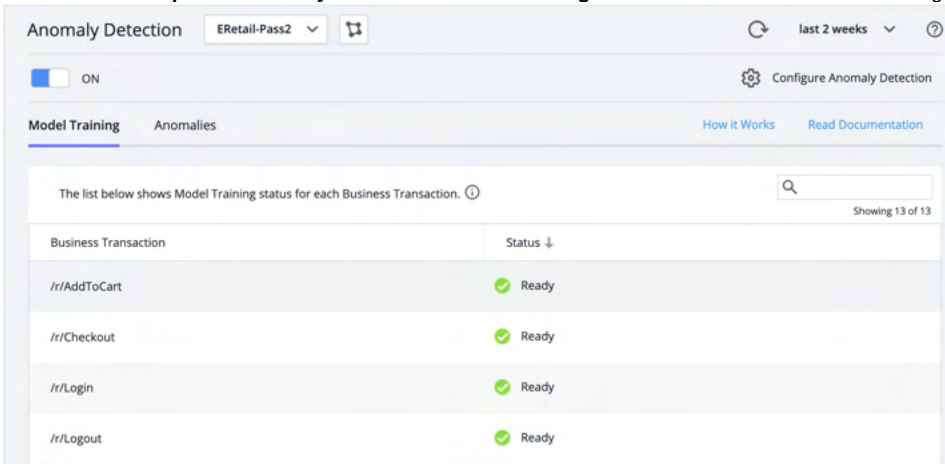 Anomaly Detection ERetail-Pass2 last 2 weeks
ON Configure Anomaly Detection
Model Training Anomalies How it Works Read Documentation
The list below shows Model Training status for each Business Transaction.
Showing 13 of 13
Business Transaction Status
/r/AddToCart Ready
/r/Checkout Ready
/r/Login Ready
/r/Logout Ready